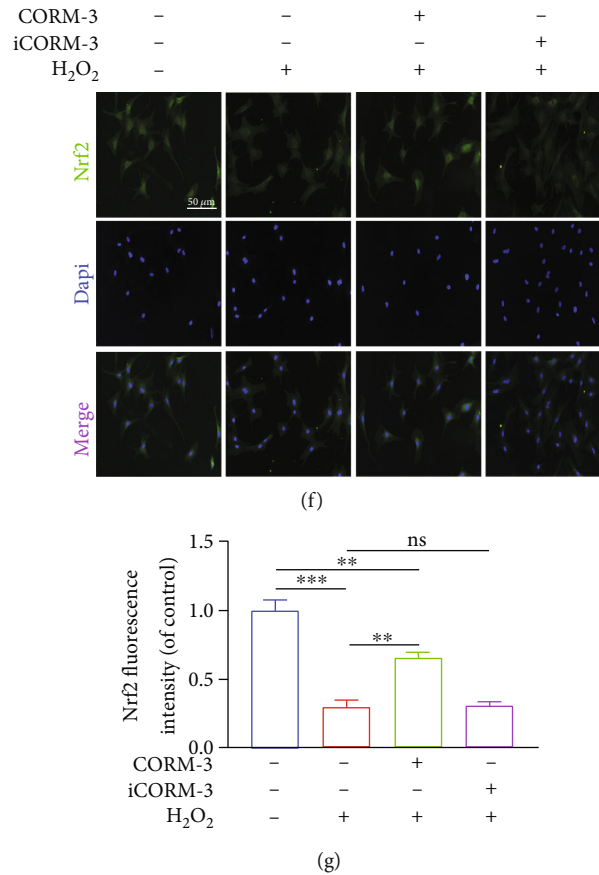 CORM-3 – – + –
iCORM-3 – – – +
H₂O₂ – + + +
Nrf2
50 μm
Dapi
Merge
(f)
Nrf2 fluorescence
intensity (of control)
1.5
1.0
0.5
0.0
ns
**
***
**
CORM-3 – – + –
iCORM-3 – – – +
H₂O₂ – + + +
(g)